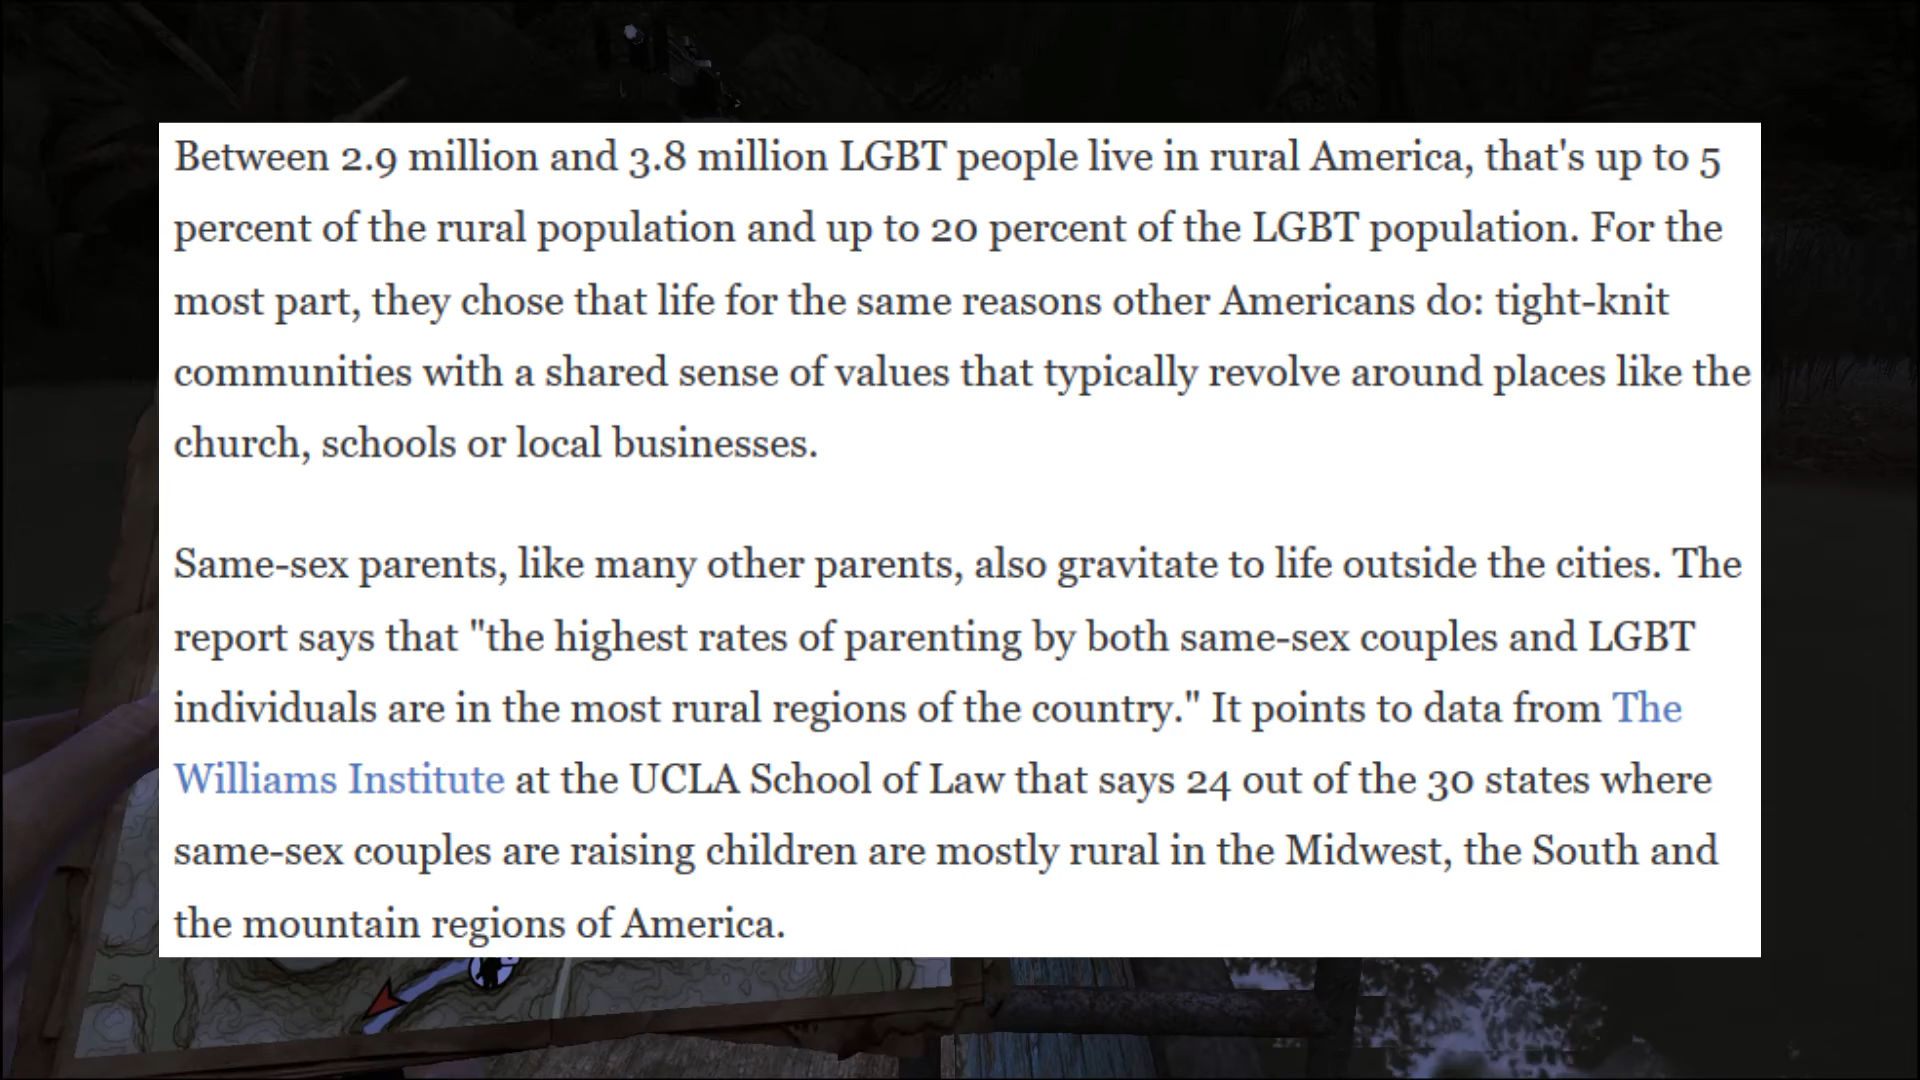 Between 2.9 million and 3.8 million LGBT people live in rural America, that's up to 5
percent of the rural population and up to 20 percent of the LGBT population. For the
most part, they chose that life for the same reasons other Americans do: tight-knit
communities with a shared sense of values that typically revolve around places like the
church, schools or local businesses.
Same-sex parents, like many other parents, also gravitate to life outside the cities. The
report says that "the highest rates of parenting by both same-sex couples and LGBT
individuals are in the most rural regions of the country." It points to data from The
Williams Institute at the UCLA School of Law that says 24 out of the 30 states where
same-sex couples are raising children are mostly rural in the Midwest, the South and
the mountain regions of America.